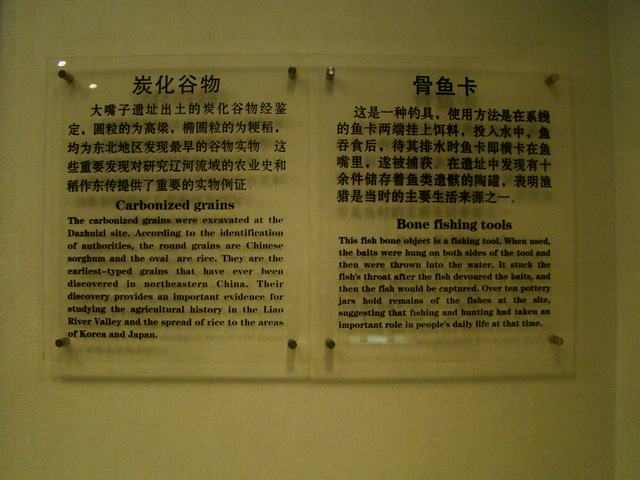 炭化谷物
大嘴子遗址出土的炭化谷物经鉴
定，圆粒的为高粱，椭圆粒的为粳稻，
均为东北地区发现最早的谷物实物 这
些重要发现对研究辽河流域的农业史和
稻作东传提供了重要的实物例证
Carbonized grains
The carbonized grains were excavated at the
Dazhuizi site. According to the identification
of authorities, the round grains are Chinese
sorghum and the oval are rice. They are the
earliest-typed grains that have ever been
discovered in northeastern China. Their
discovery provides an important evidence for
studying the agricultural history in the Liao
River Valley and the spread of rice to the areas
of Korea and Japan.
骨鱼卡
这是一种钓具，使用方法是在系线
的鱼卡两端挂上饵料，投入水中，鱼
吞食后，待其排水时鱼卡即横卡在鱼
嘴里，遂被捕获。在遗址中发现有十
余件储存着鱼类遗骸的陶罐，表明渔
猎是当时的主要生活来源之一。
Bone fishing tools
This fish bone object is a fishing tool. When used,
the baits were hung on both sides of the tool and
then were thrown into the water. It stuck the
fish's throat after the fish devoured the baits, and
then the fish would be captured. Over ten pottery
jars hold remains of the fishes at the site,
suggesting that fishing and hunting had taken an
important role in people's daily life at that time.